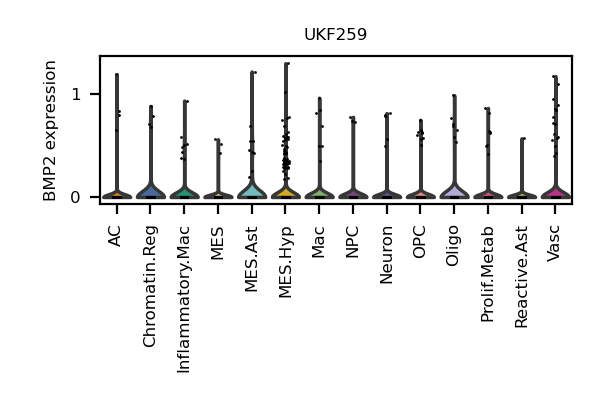 UKF259
BMP2 expression
1
0
AC
Chromatin.Reg
Inflammatory.Mac
MES
MES.Ast
MES.Hyp
Mac
NPC
Neuron
OPC
Oligo
Prolif.Metab
Reactive.Ast
Vasc